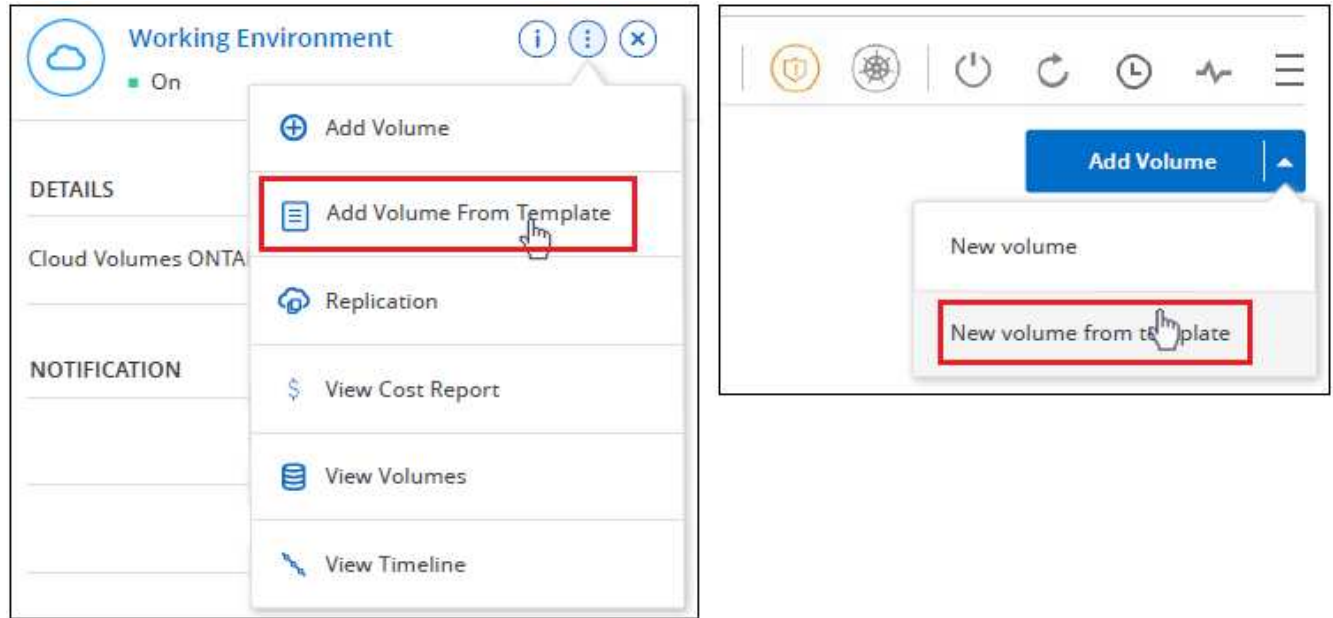 Working Environment
On
Add Volume
DETAILS
Add Volume From Template
Cloud Volumes ONTA
Replication
NOTIFICATION
$ View Cost Report
View Volumes
View Timeline
Add Volume
New volume
New volume from template